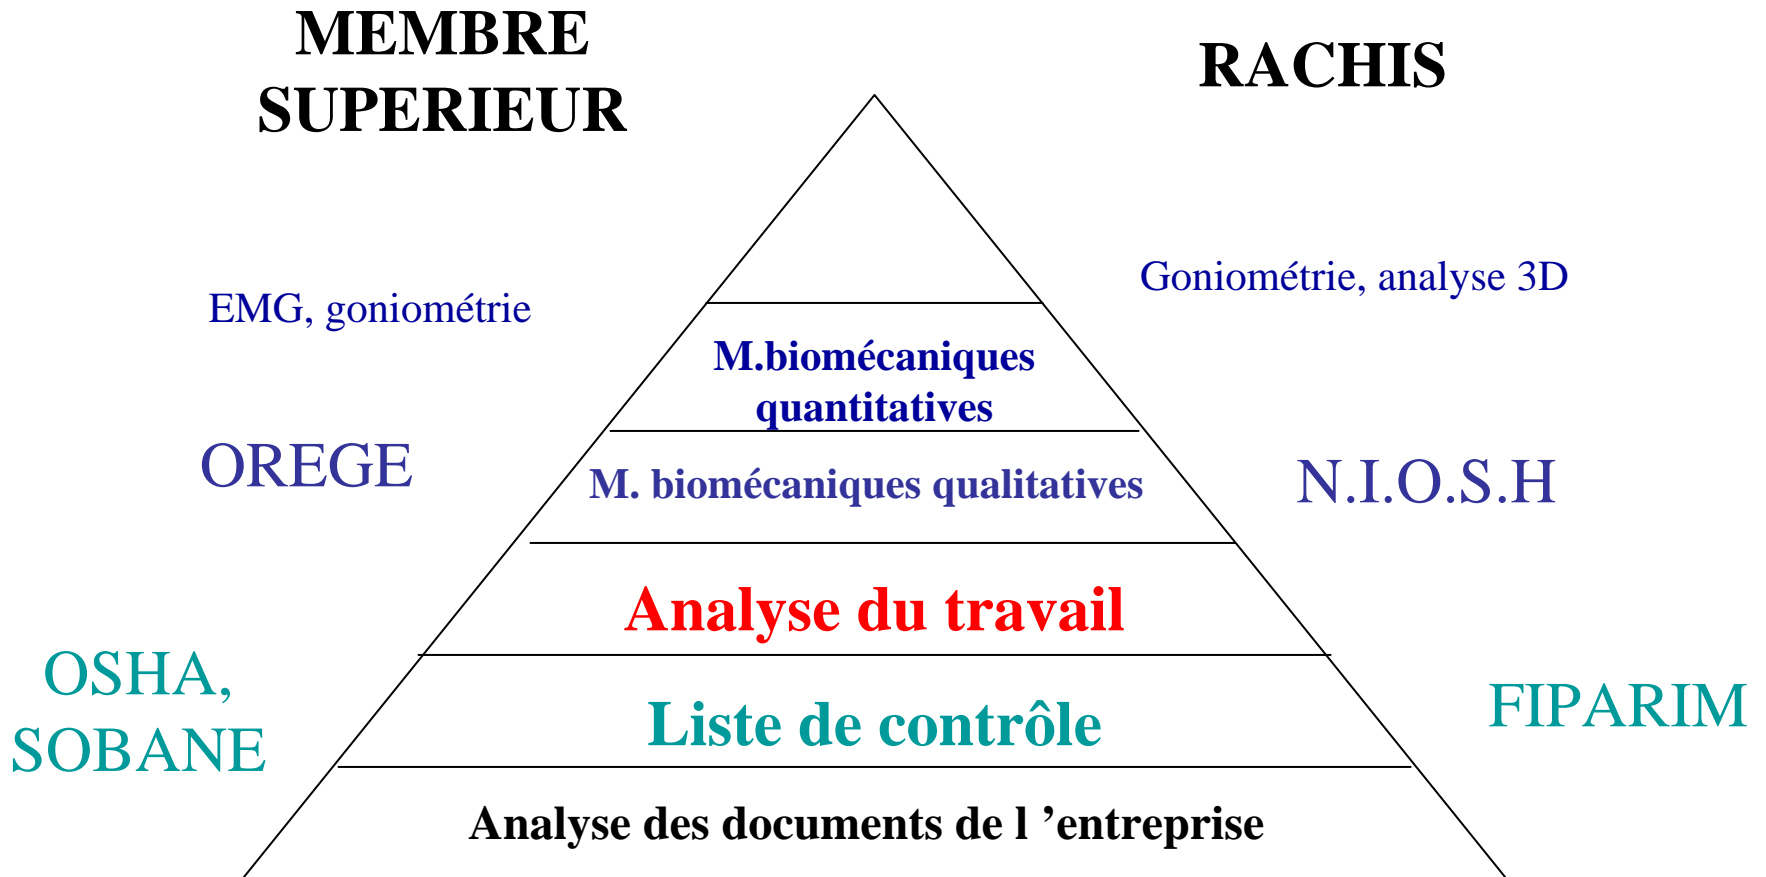 MEMBRE
SUPERIEUR
RACHIS
EMG, goniométrie
Goniométrie, analyse 3D
M.biomécaniques
quantitatives
OREGE
M. biomécaniques qualitatives
N.I.O.S.H
Analyse du travail
OSHA,
SOBANE
Liste de contrôle
FIPARIM
Analyse des documents de l ’entreprise